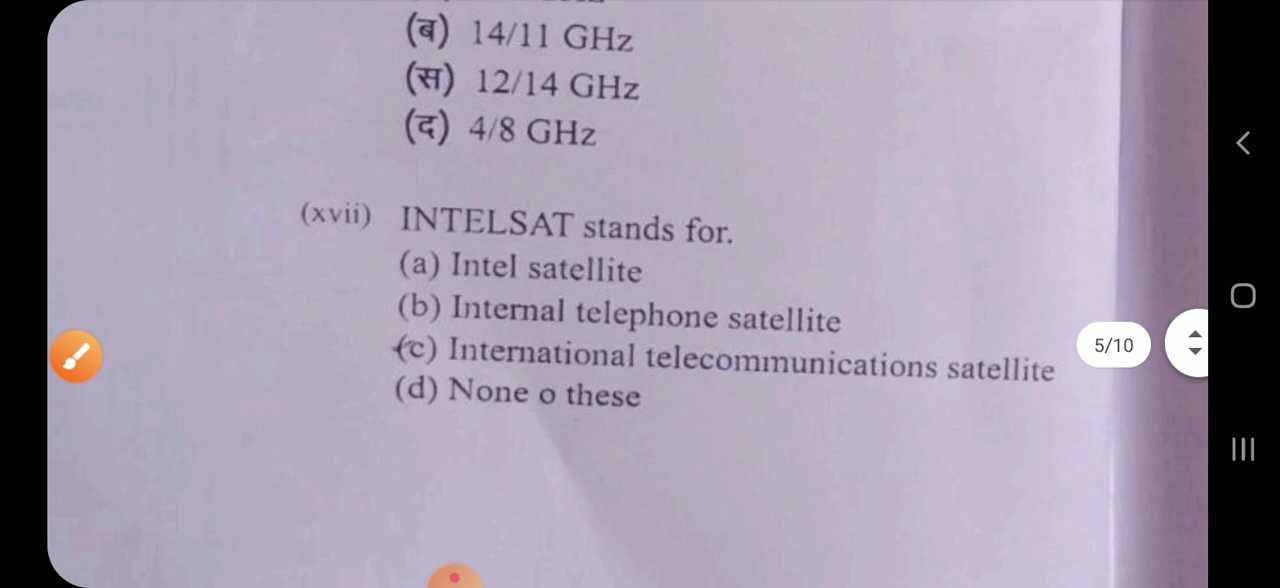 (ब) 14/11 GHz
(स) 12/14 GHz
(द) 4/8 GHz
(xvii) INTELSAT stands for.
(a) Intel satellite
(b) Internal telephone satellite
(c) International telecommunications satellite
5/10
(d) None o these